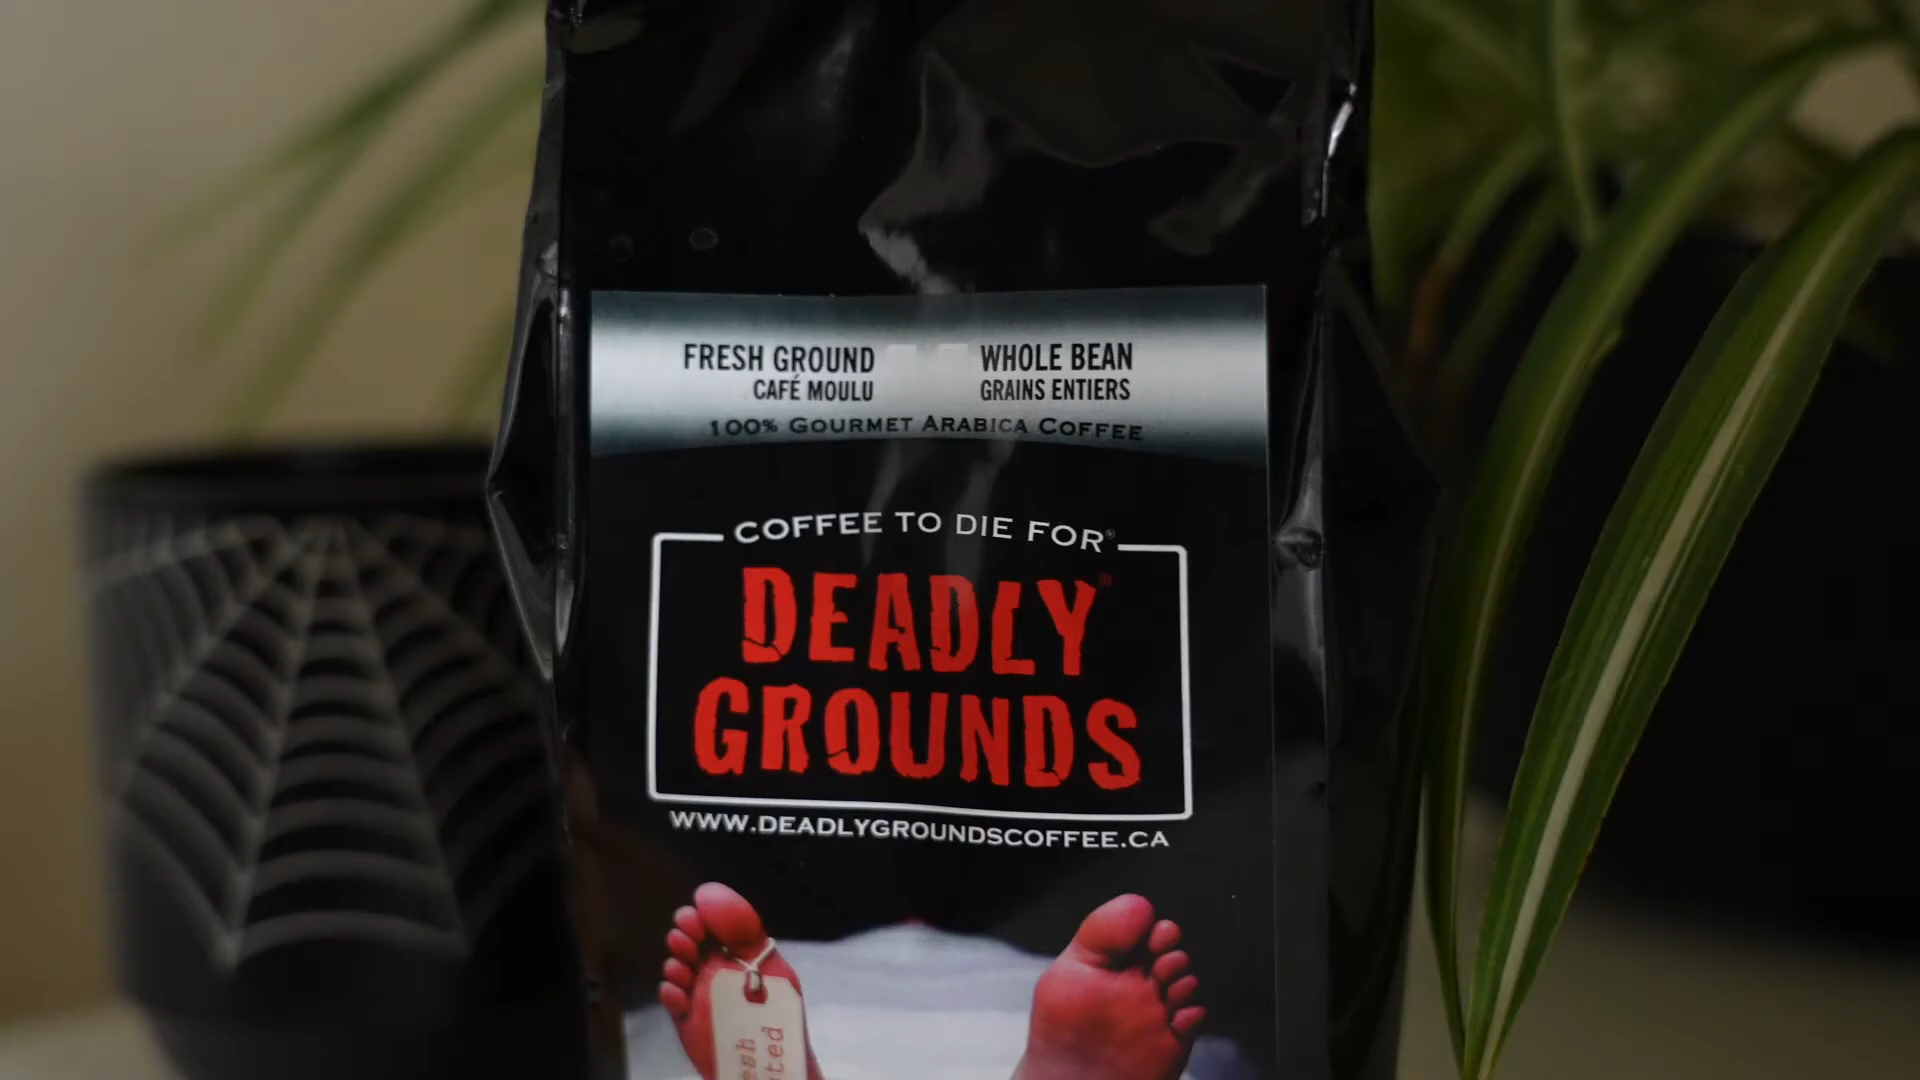 FRESH GROUND
CAFÉ MOULU
WHOLE BEAN
GRAINS ENTIERS
100% GOURMET ARABICA COFFEE
COFFEE TO DIE FOR®
DEADLY®
GROUNDS
WWW.DEADLYGROUNDSCOFFEE.CA